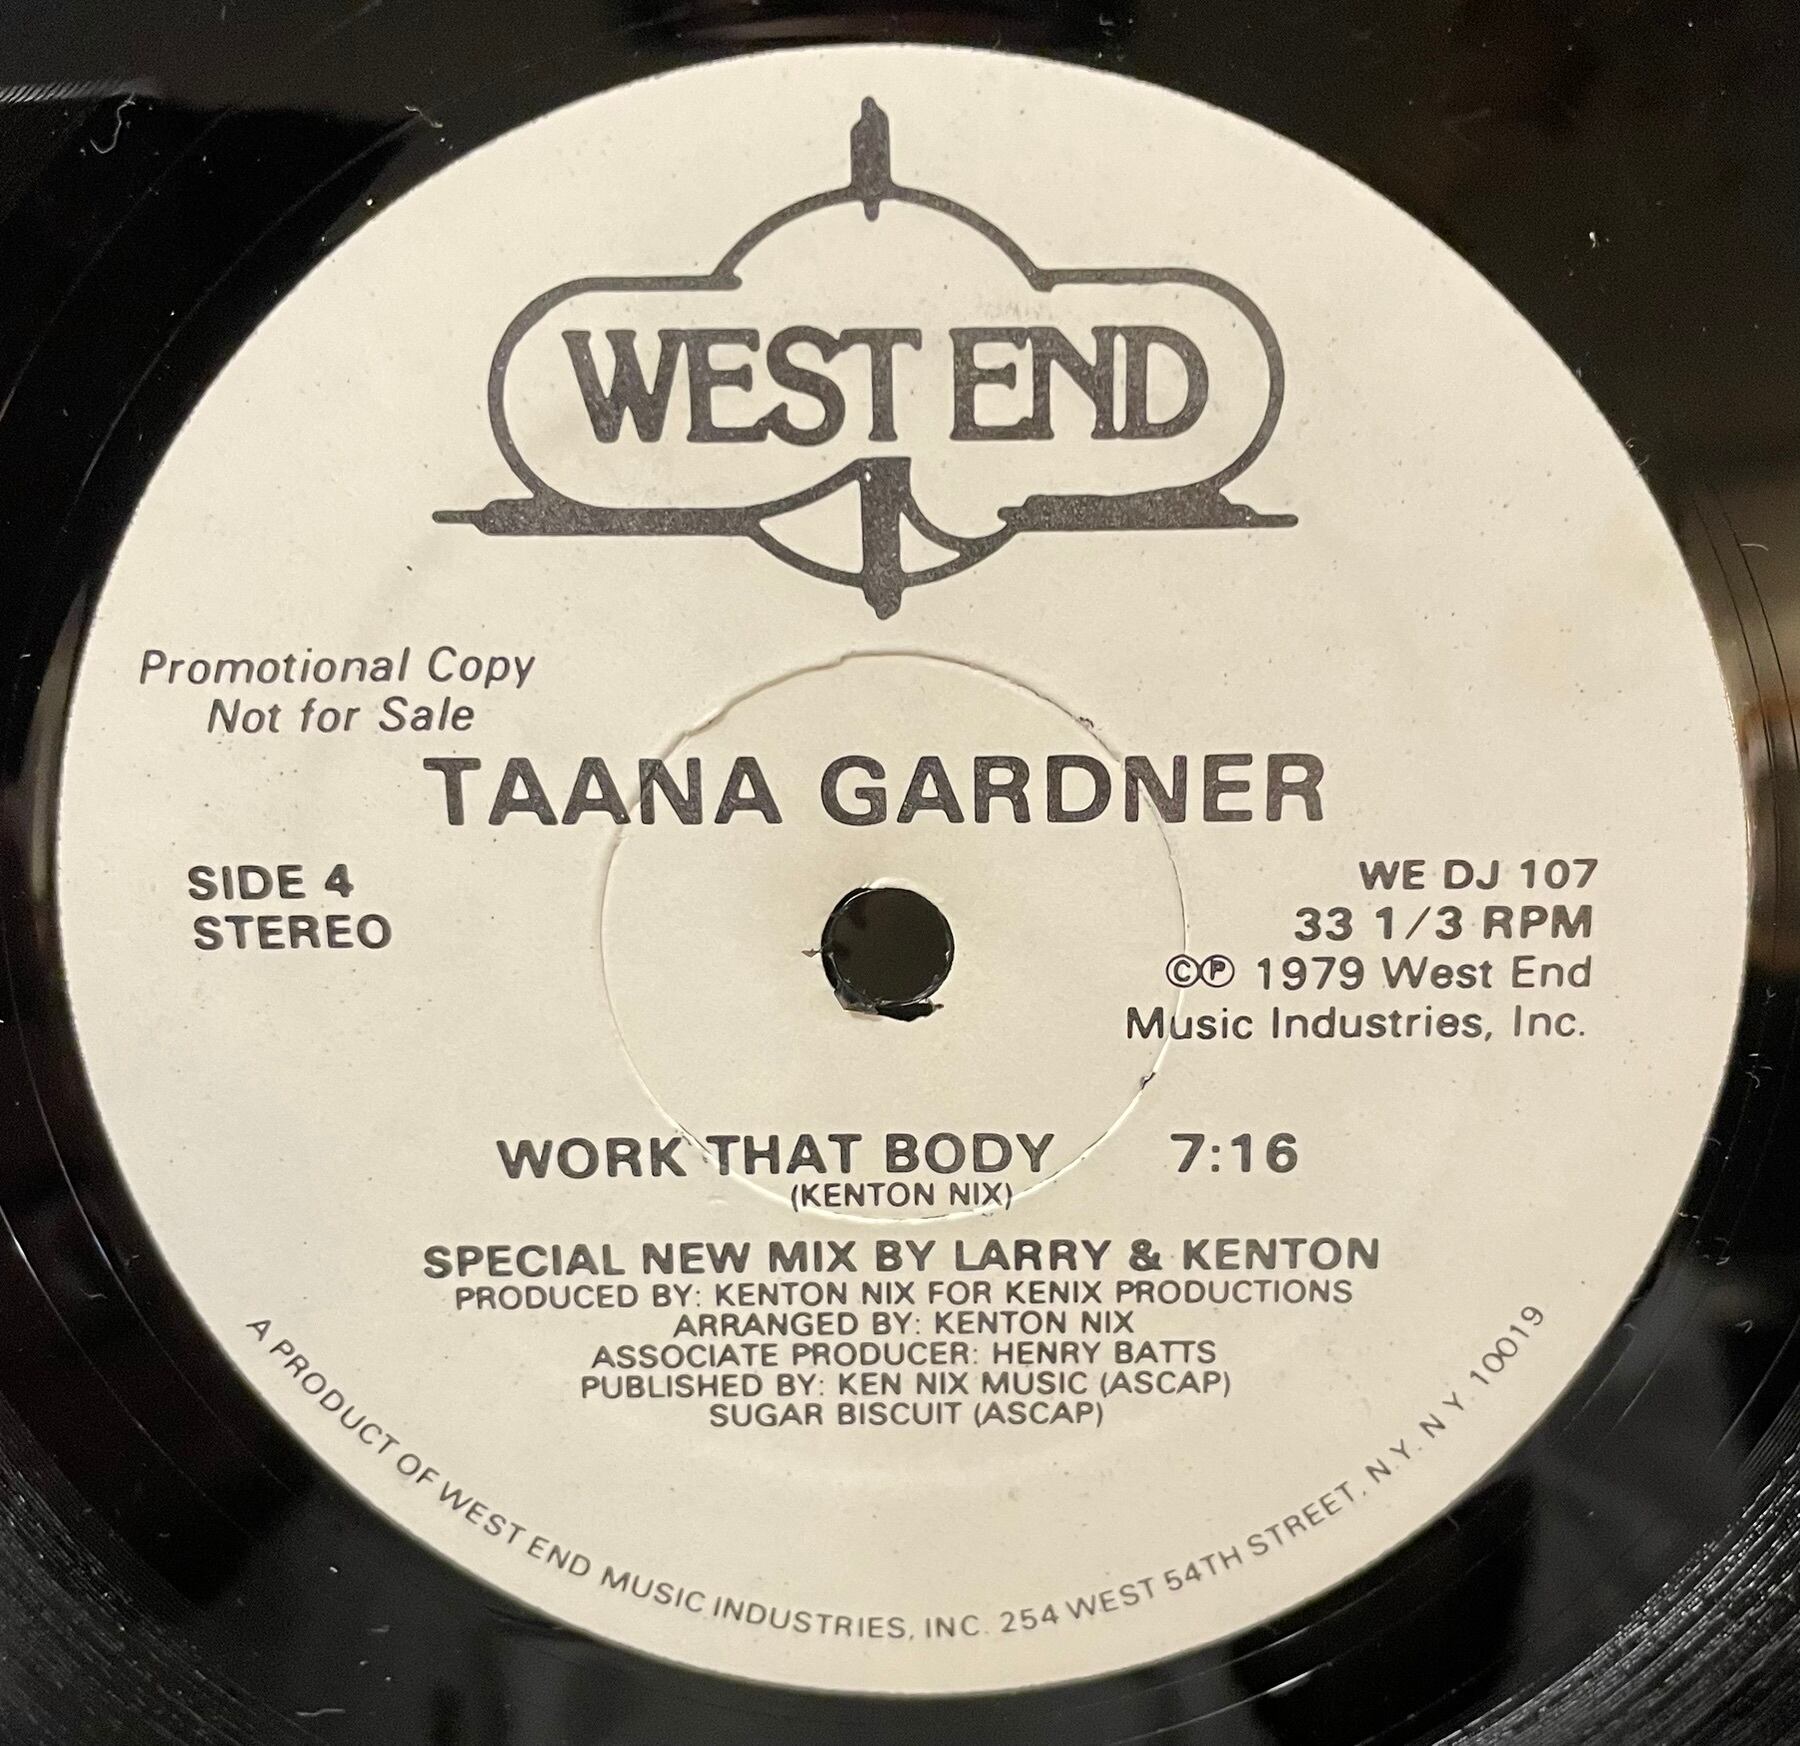 WEST END
Promotional Copy
Not for Sale
TAANA GARDNER
SIDE 4
STEREO
WE DJ 107
33 1/3 RPM
©℗ 1979 West End
Music Industries, Inc.
WORK THAT BODY 7:16
(KENTON NIX)
SPECIAL NEW MIX BY LARRY & KENTON
PRODUCED BY: KENTON NIX FOR KENIX PRODUCTIONS
ARRANGED BY: KENTON NIX
ASSOCIATE PRODUCER: HENRY BATTS
PUBLISHED BY: KEN NIX MUSIC (ASCAP)
SUGAR BISCUIT (ASCAP)
A PRODUCT OF WEST END MUSIC INDUSTRIES, INC. 254 WEST 54TH STREET, N.Y. N Y. 10019